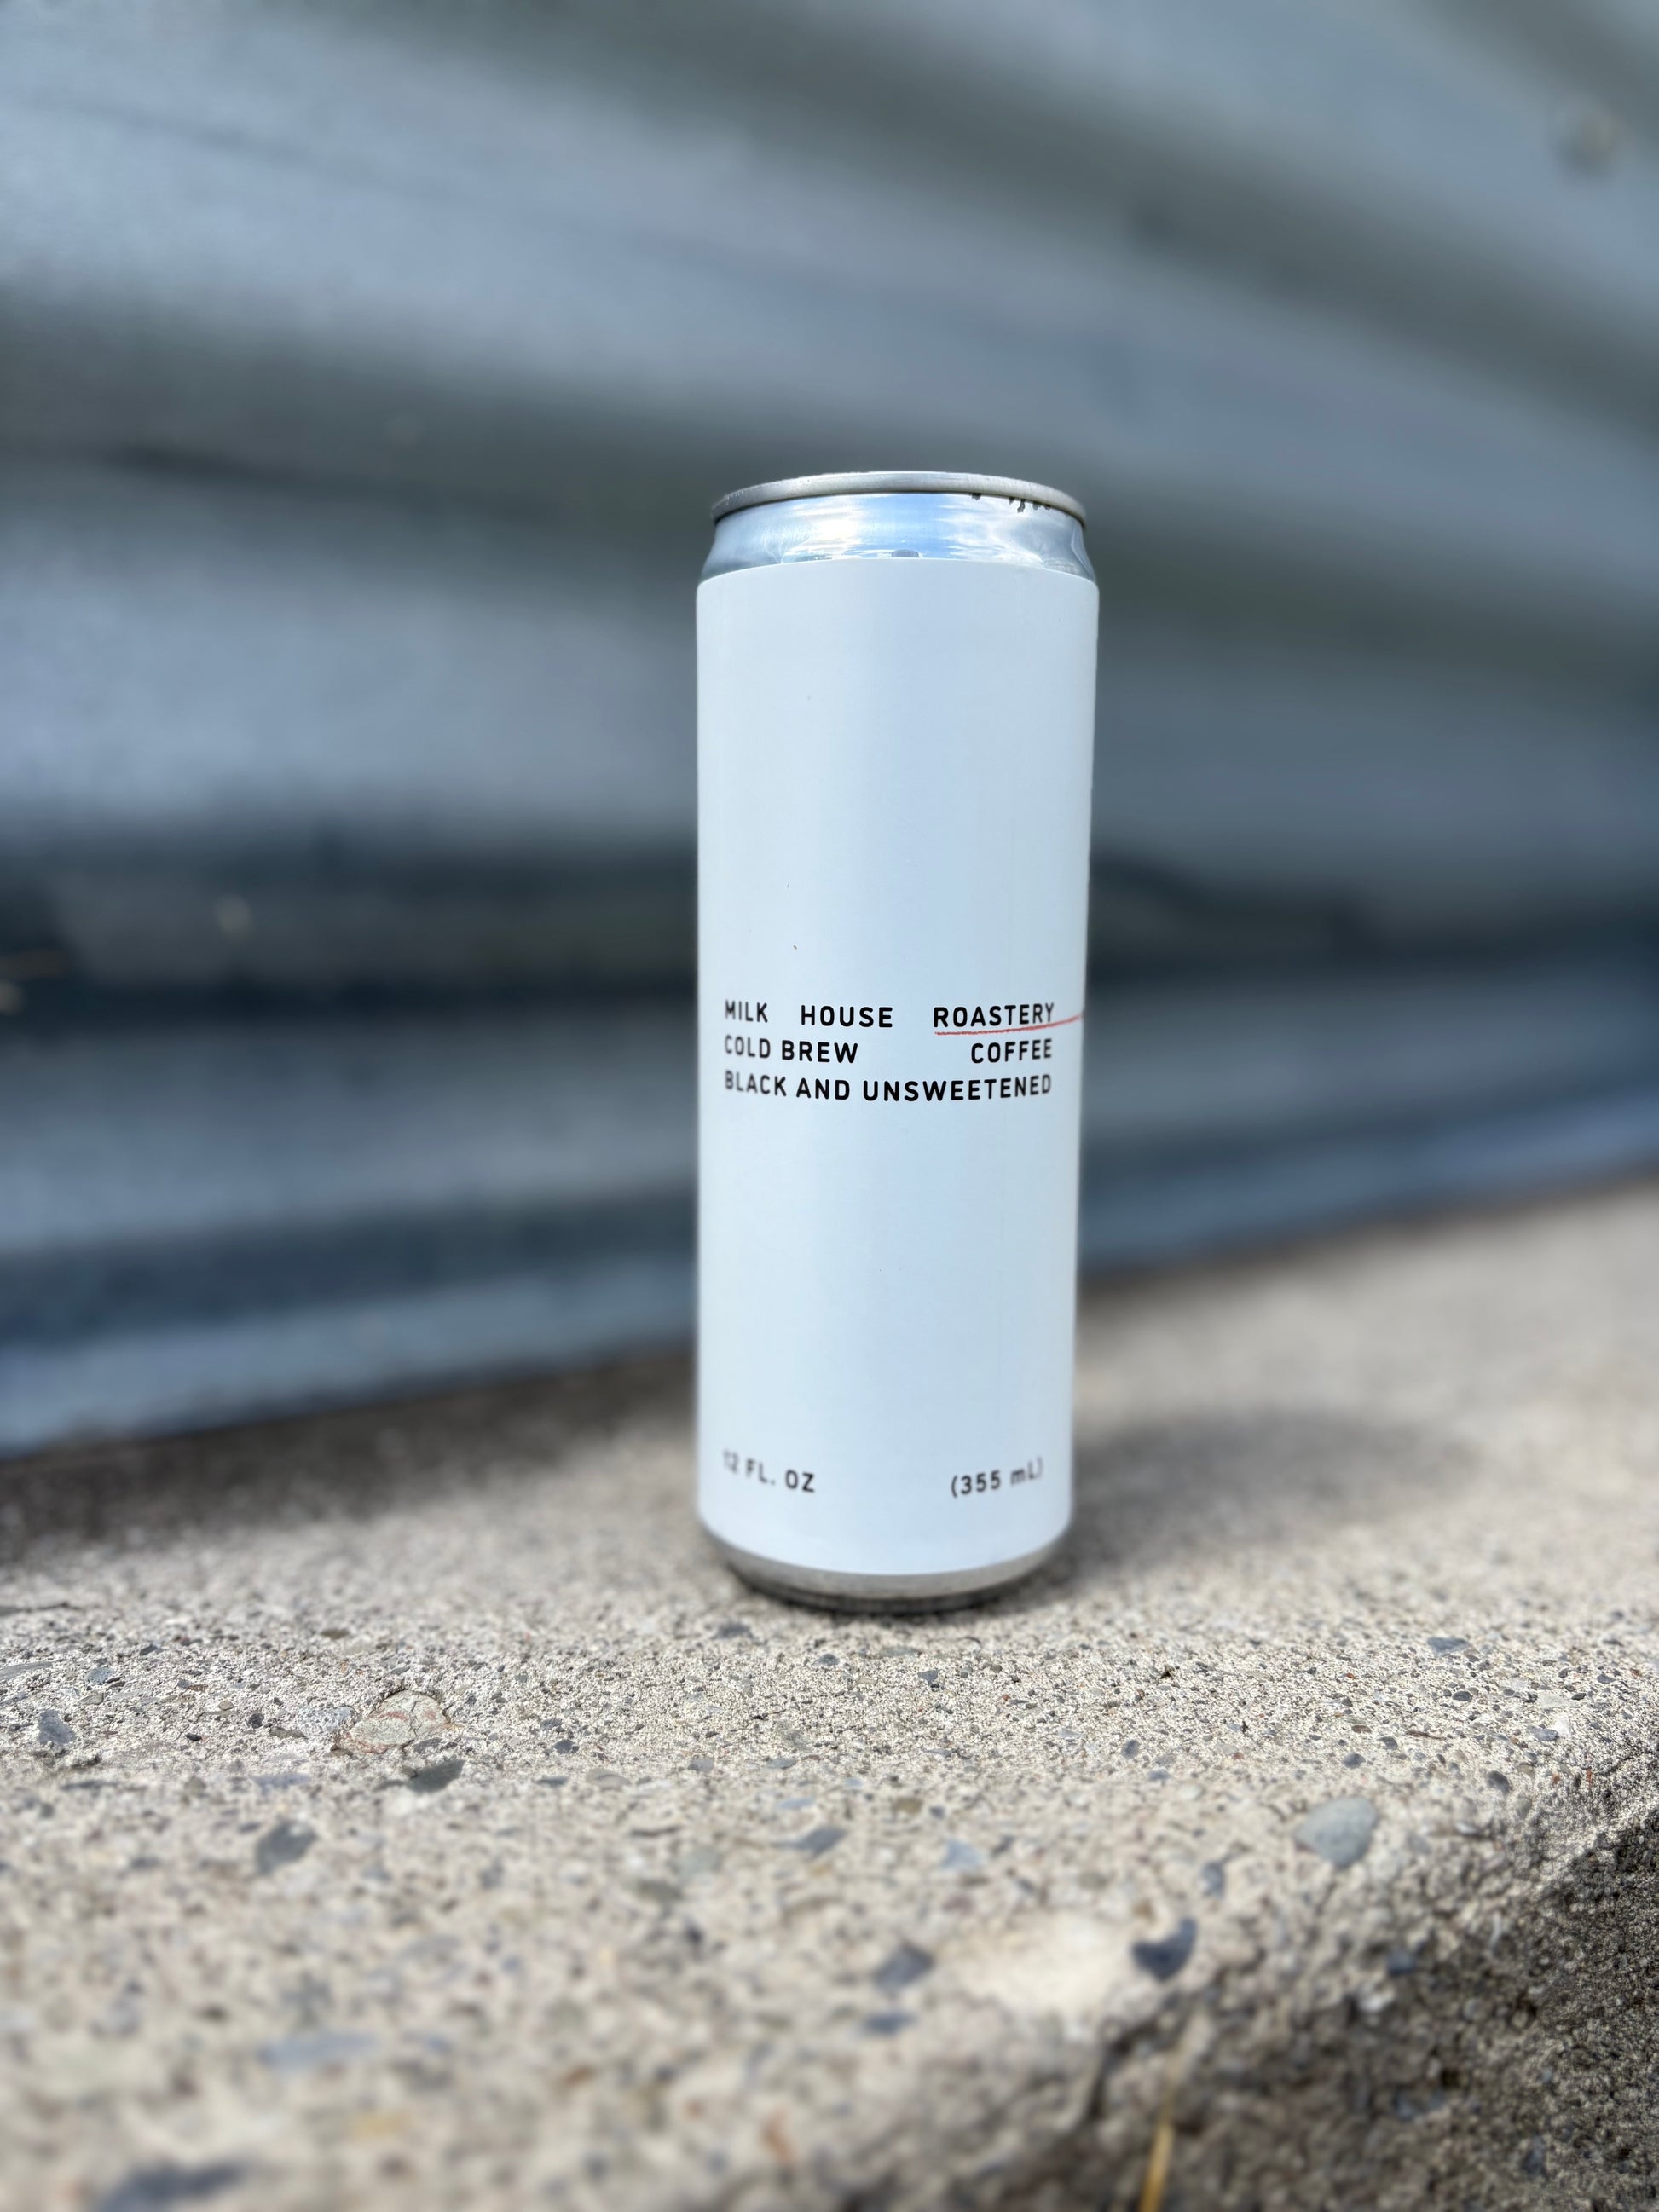 MILK HOUSE ROASTERY
COLD BREW COFFEE
BLACK AND UNSWEETENED
12 FL. OZ (355 mL)